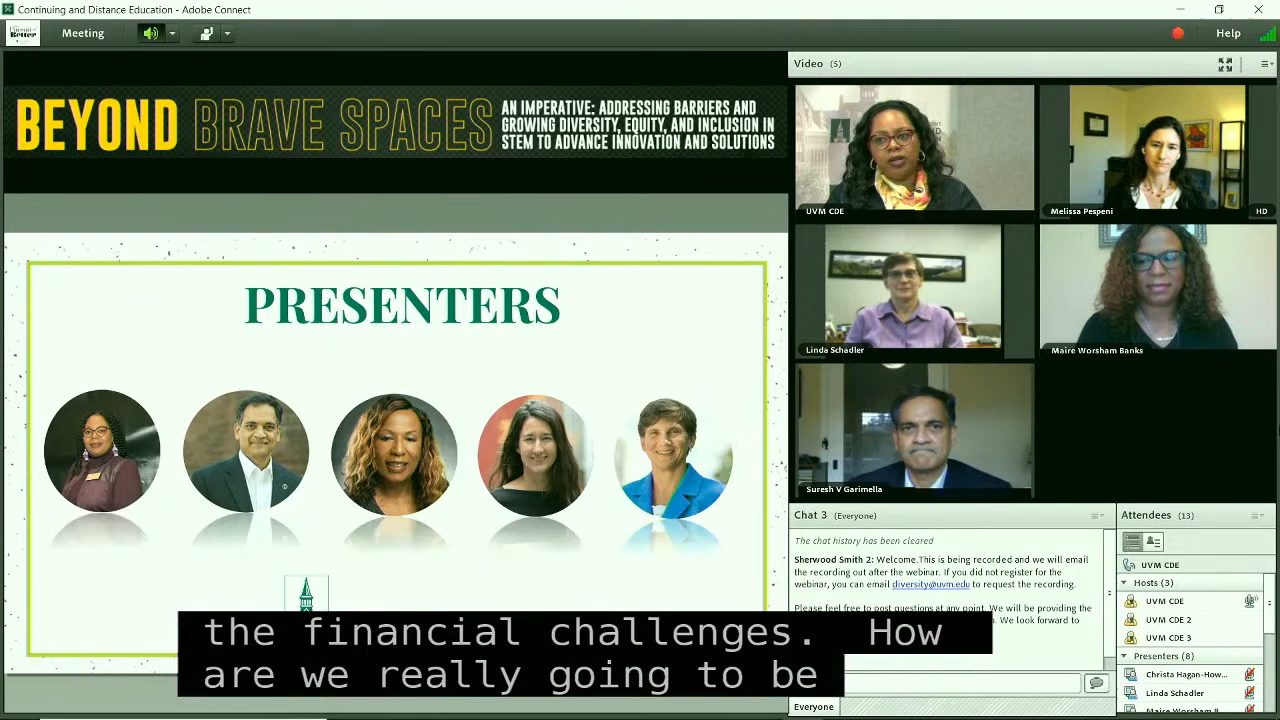 Continuing and Distance Education - Adobe Connect
Meeting
Help
BEYOND BRAVE SPACES
AN IMPERATIVE: ADDRESSING BARRIERS AND
GROWING DIVERSITY, EQUITY, AND INCLUSION IN
STEM TO ADVANCE INNOVATION AND SOLUTIONS
PRESENTERS
the financial challenges. How
are we really going to be
Video (5)
UVM CDE
Melissa Pespeni
HD
Linda Schadler
Maire Worsham Banks
Suresh V Garimella
Chat 3 (Everyone)
The chat history has been cleared
Sherwood Smith 2: Welcome.This is being recorded and we will email
the recording out after the webinar. If you did not register for the
webinar, you can email diversity@uvm.edu to request the recording.
Please feel free to post questions at any point. We will be providing the
We look forward to
Everyone
Attendees (13)
UVM CDE
Hosts (3)
UVM CDE
UVM CDE 2
UVM CDE 3
Presenters (8)
Christa Hagan-How...
Linda Schadler
Maire Worsham B...